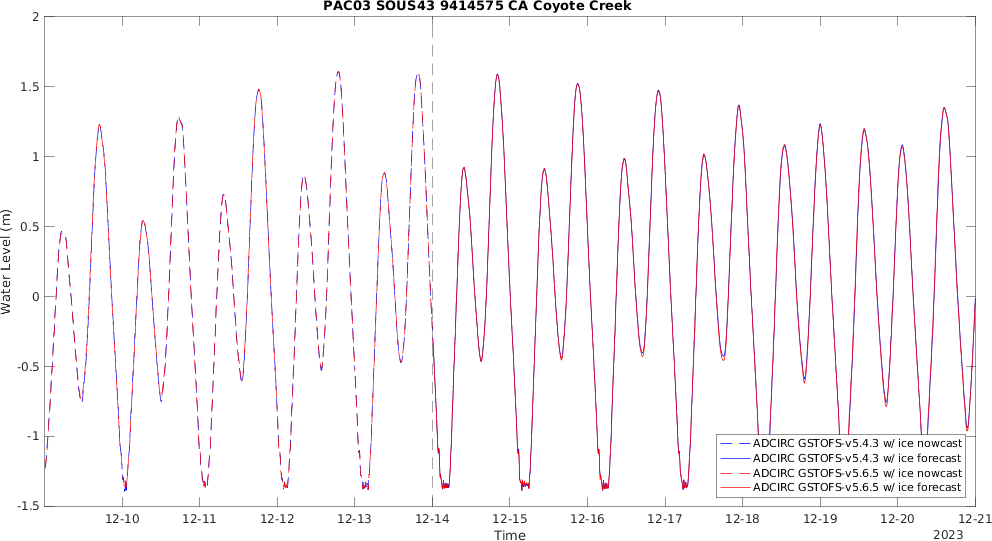 PAC03 SOUS43 9414575 CA Coyote Creek
2
1.5
1
0.5
0
-0.5
-1
-1.5
Water Level (m)
12-10 12-11 12-12 12-13 12-14 12-15 12-16 12-17 12-18 12-19 12-20 12-21
Time
2023
ADCIRC GSTOFS-v5.4.3 w/ ice nowcast
ADCIRC GSTOFS-v5.4.3 w/ ice forecast
ADCIRC GSTOFS-v5.6.5 w/ ice nowcast
ADCIRC GSTOFS-v5.6.5 w/ ice forecast